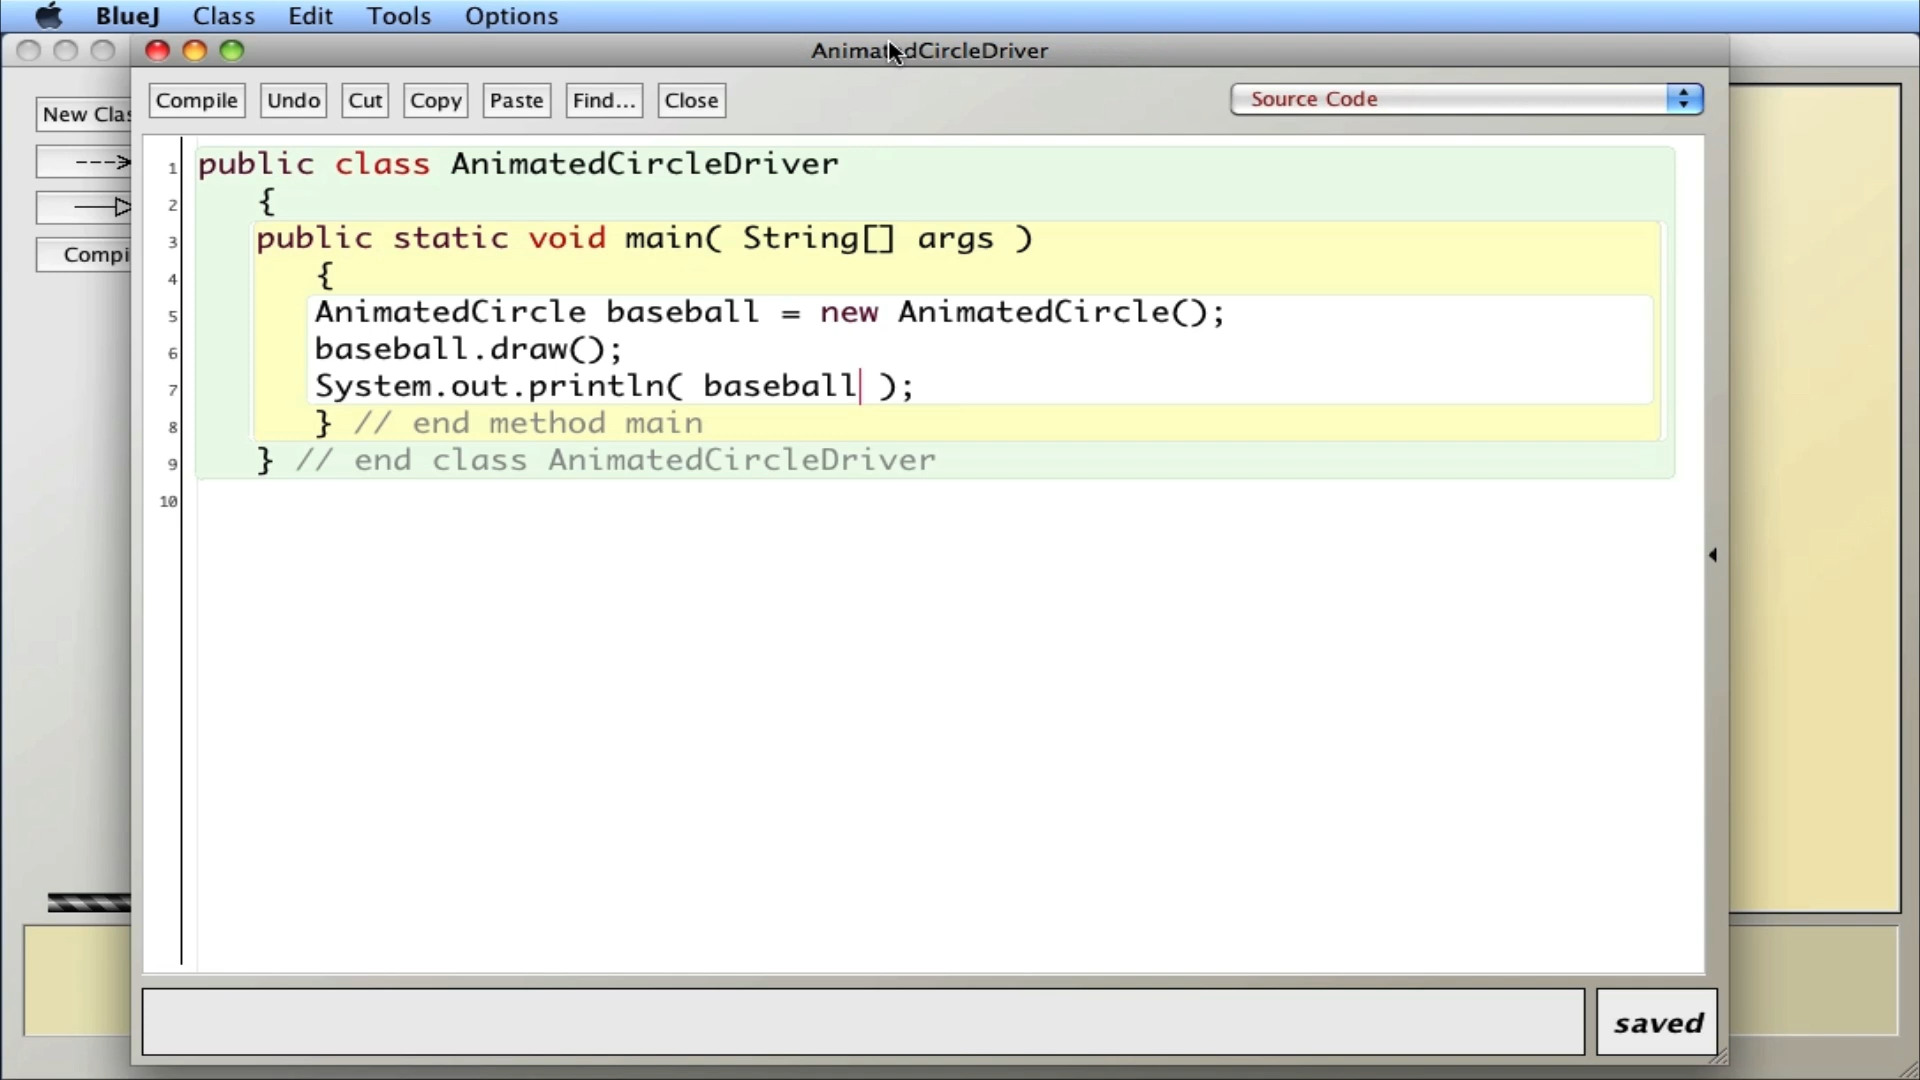 BlueJ Class Edit Tools Options
AnimatedCircleDriver
New Clas
Compi
Compile Undo Cut Copy Paste Find... Close Source Code
1 public class AnimatedCircleDriver
2 {
3 public static void main( String[] args )
4 {
5 AnimatedCircle baseball = new AnimatedCircle();
6 baseball.draw();
7 System.out.println( baseball );
8 } // end method main
9 } // end class AnimatedCircleDriver
10
saved